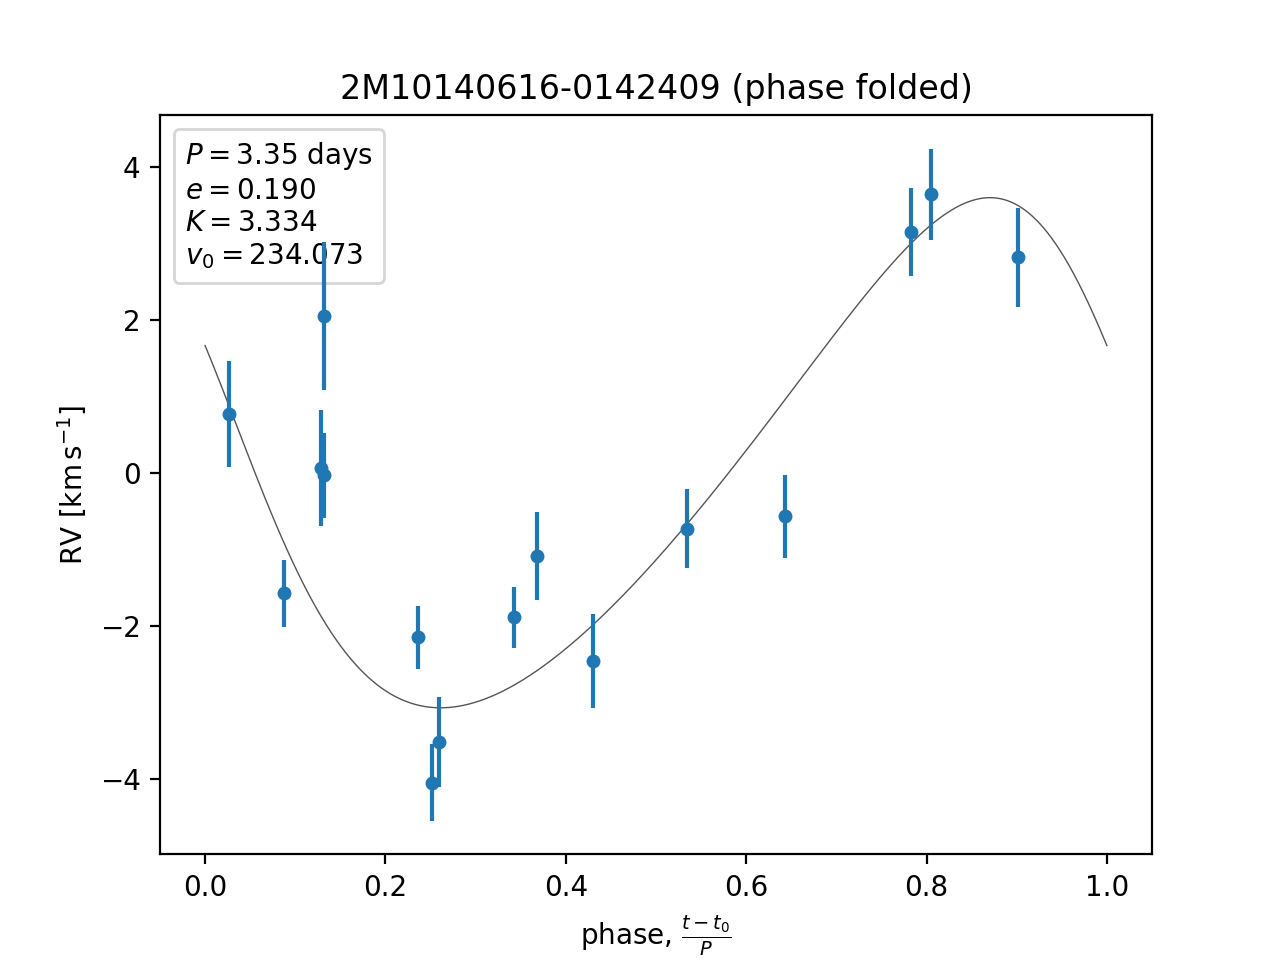 2M10140616-0142409 (phase folded)
P = 3.35 days
e = 0.190
K = 3.334
v₀ = 234.073
4
2
0
−2
−4
RV [km s⁻¹]
0.0 0.2 0.4 0.6 0.8 1.0
phase, (t − t₀)/P